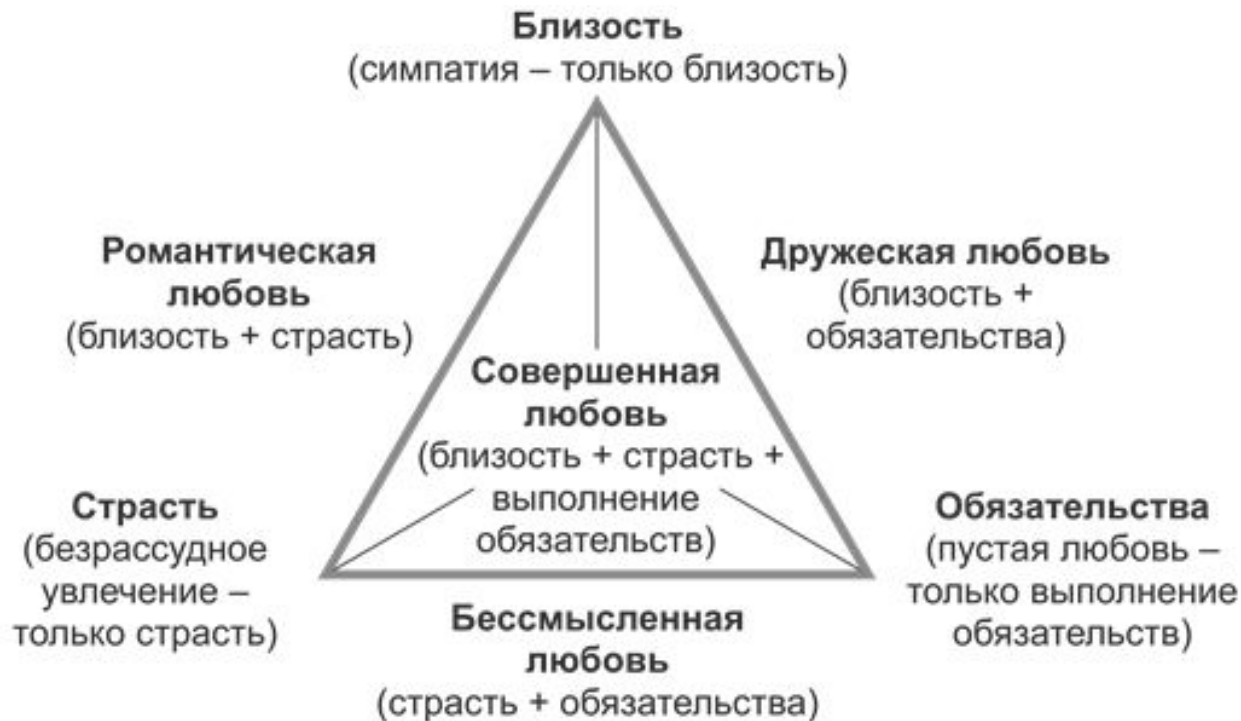 Близость
(симпатия – только близость)
Романтическая
любовь
(близость + страсть)
Дружеская любовь
(близость +
обязательства)
Совершенная
любовь
(близость + страсть +
выполнение
обязательств)
Страсть
(безрассудное
увлечение –
только страсть)
Обязательства
(пустая любовь –
только выполнение
обязательств)
Бессмысленная
любовь
(страсть + обязательства)